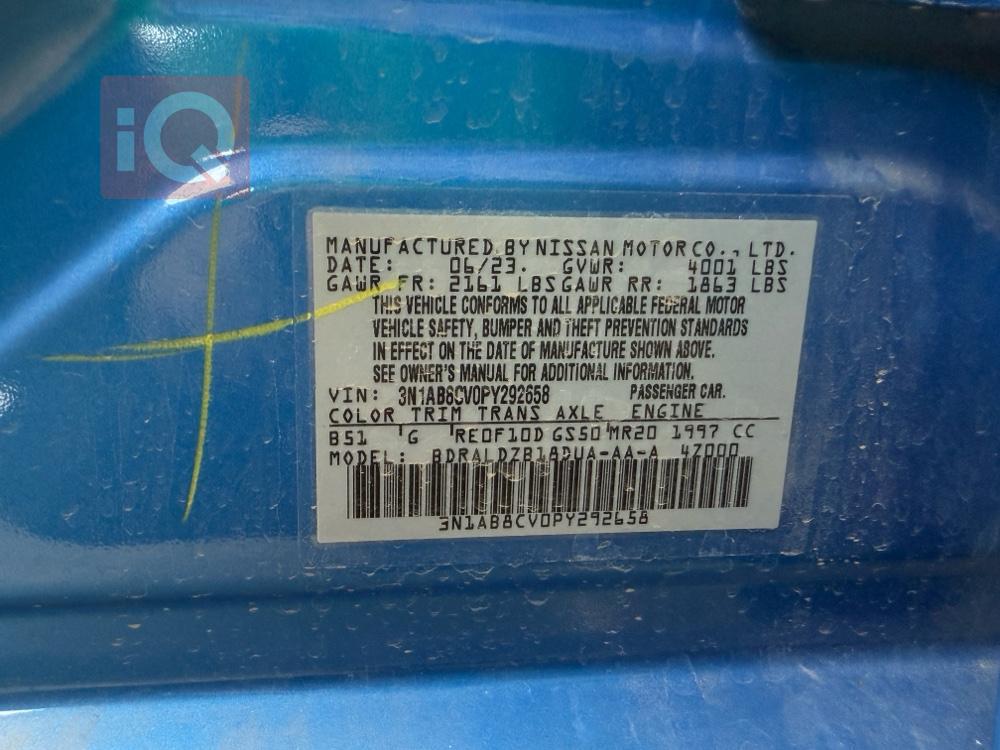 iQ
MANUFACTURED BY NISSAN MOTOR CO., LTD.
DATE: 06/23. GVWR: 4001 LBS
GAWR FR: 2161 LBS GAWR RR: 1863 LBS
THIS VEHICLE CONFORMS TO ALL APPLICABLE FEDERAL MOTOR
VEHICLE SAFETY, BUMPER AND THEFT PREVENTION STANDARDS
IN EFFECT ON THE DATE OF MANUFACTURE SHOWN ABOVE.
SEE OWNER'S MANUAL FOR ADDITIONAL INFORMATION.
VIN: 3N1AB8CV0PY292658 PASSENGER CAR.
COLOR TRIM TRANS AXLE ENGINE
B51 G RE0F10D GS50 MR20 1997 CC
MODEL: BDRALDZB18DUA-AA-A 4Z000
3N1AB8CV0PY292658